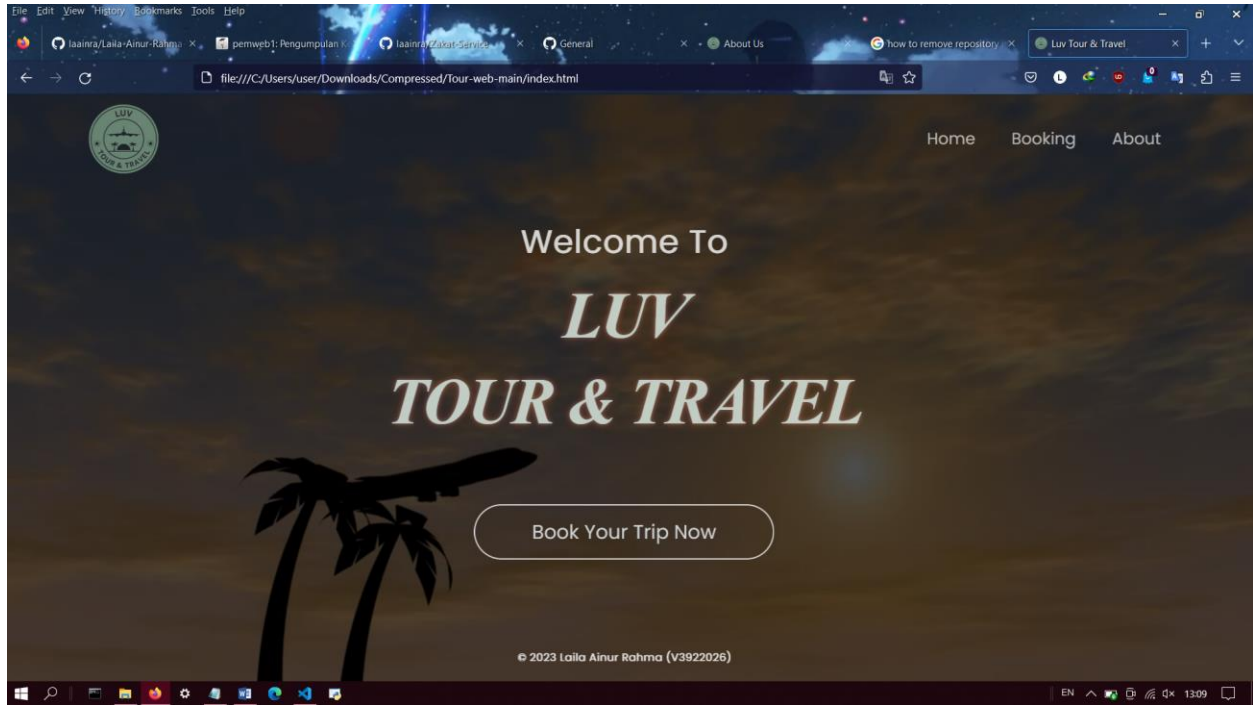 File Edit View History Bookmarks Tools Help
laainra/Laila-Ainur-Rahma
pemweb1: Pengumpulan
laainra/Zakat-Service
General
About Us
how to remove repository
Luv Tour & Travel
file:///C:/Users/user/Downloads/Compressed/Tour-web-main/index.html
LUV
TOUR & TRAVEL
Home Booking About
Welcome To
LUV
TOUR & TRAVEL
Book Your Trip Now
© 2023 Laila Ainur Rahma (V3922026)
EN 13:09